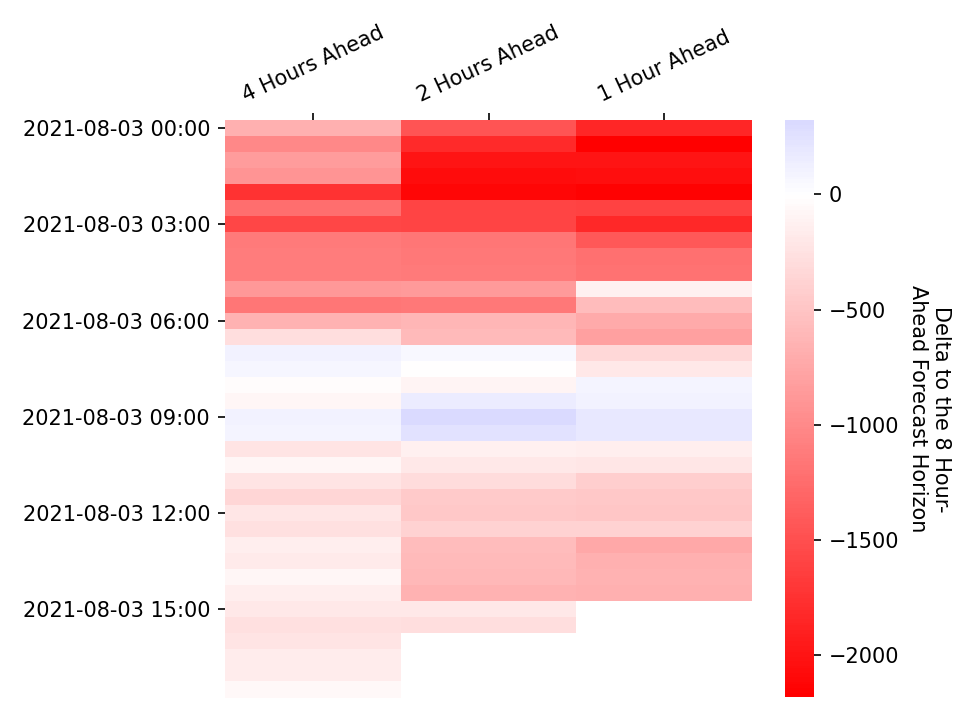 4 Hours Ahead
2 Hours Ahead
1 Hour Ahead
2021-08-03 00:00
2021-08-03 03:00
2021-08-03 06:00
2021-08-03 09:00
2021-08-03 12:00
2021-08-03 15:00
0
−500
−1000
−1500
−2000
Delta to the 8 Hour-
Ahead Forecast Horizon